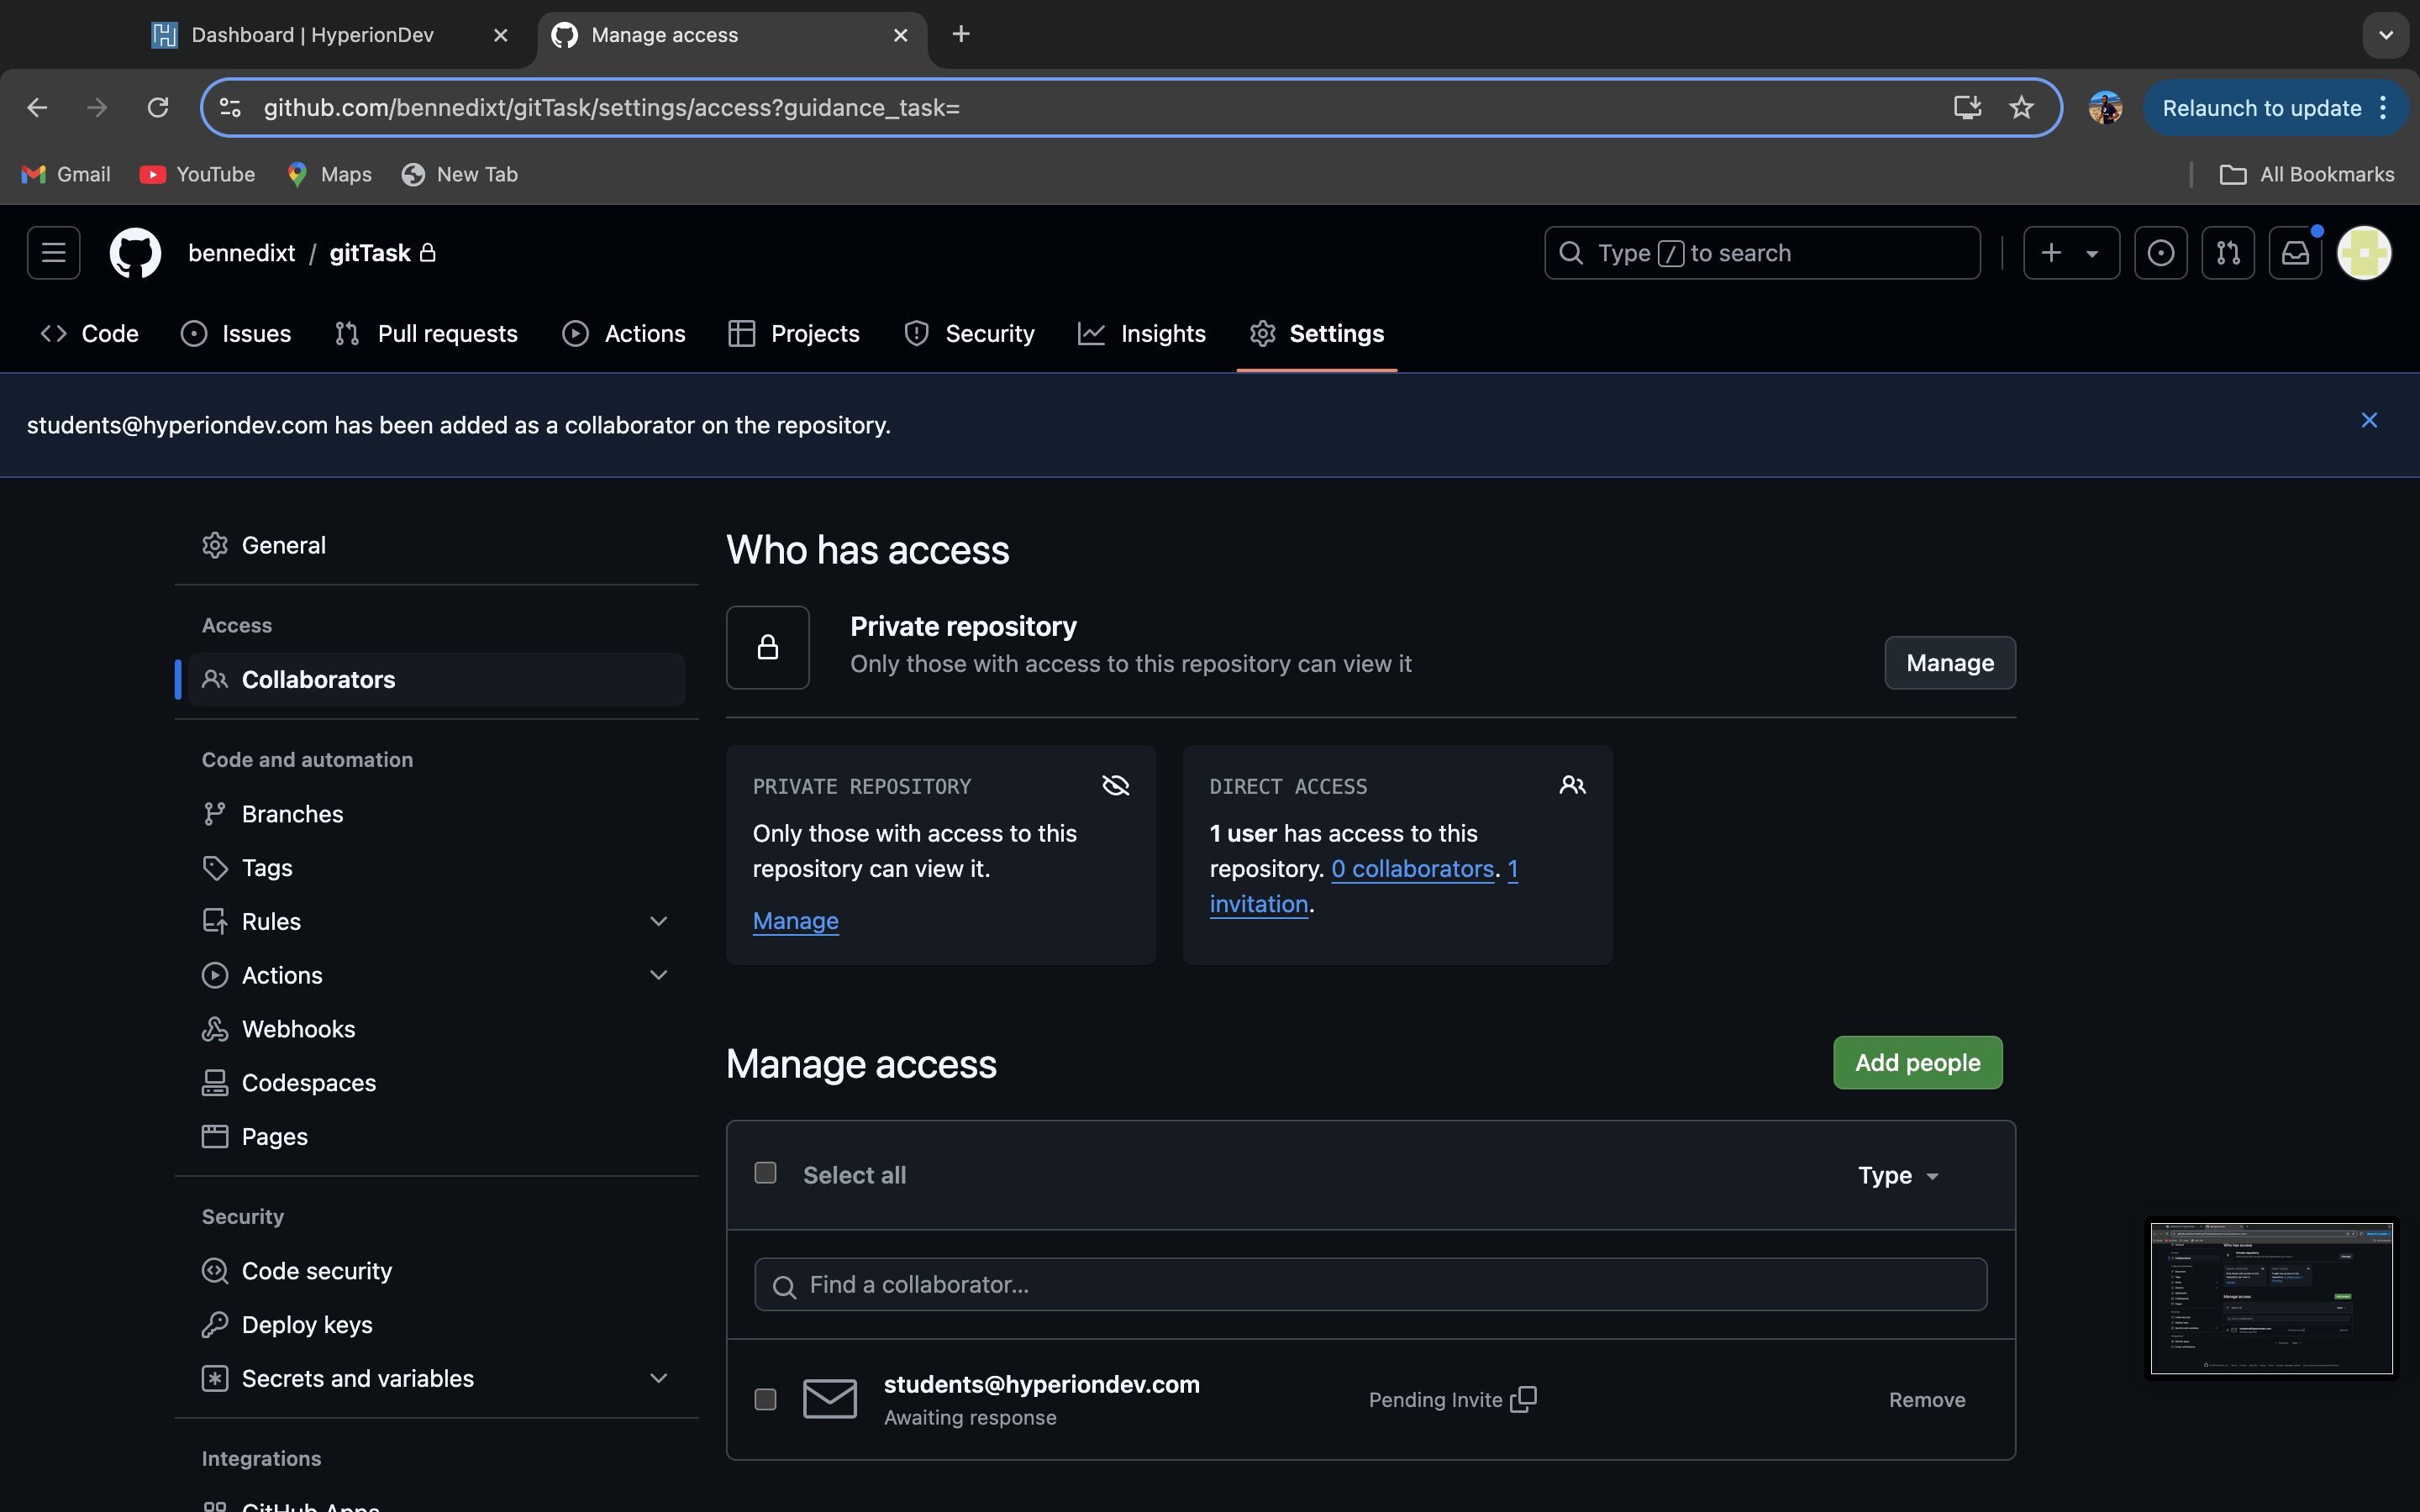 Dashboard | HyperionDev
Manage access
github.com/bennedixt/gitTask/settings/access?guidance_task=
Relaunch to update
Gmail
YouTube
Maps
New Tab
All Bookmarks
bennedixt / gitTask
Type / to search
Code
Issues
Pull requests
Actions
Projects
Security
Insights
Settings
students@hyperiondev.com has been added as a collaborator on the repository.
General
Access
Collaborators
Code and automation
Branches
Tags
Rules
Actions
Webhooks
Codespaces
Pages
Security
Code security
Deploy keys
Secrets and variables
Integrations
GitHub Apps
Who has access
Private repository
Only those with access to this repository can view it
Manage
PRIVATE REPOSITORY
Only those with access to this
repository can view it.
Manage
DIRECT ACCESS
1 user has access to this
repository. 0 collaborators. 1
invitation.
Manage access
Add people
Select all
Type
Find a collaborator...
students@hyperiondev.com
Awaiting response
Pending Invite
Remove